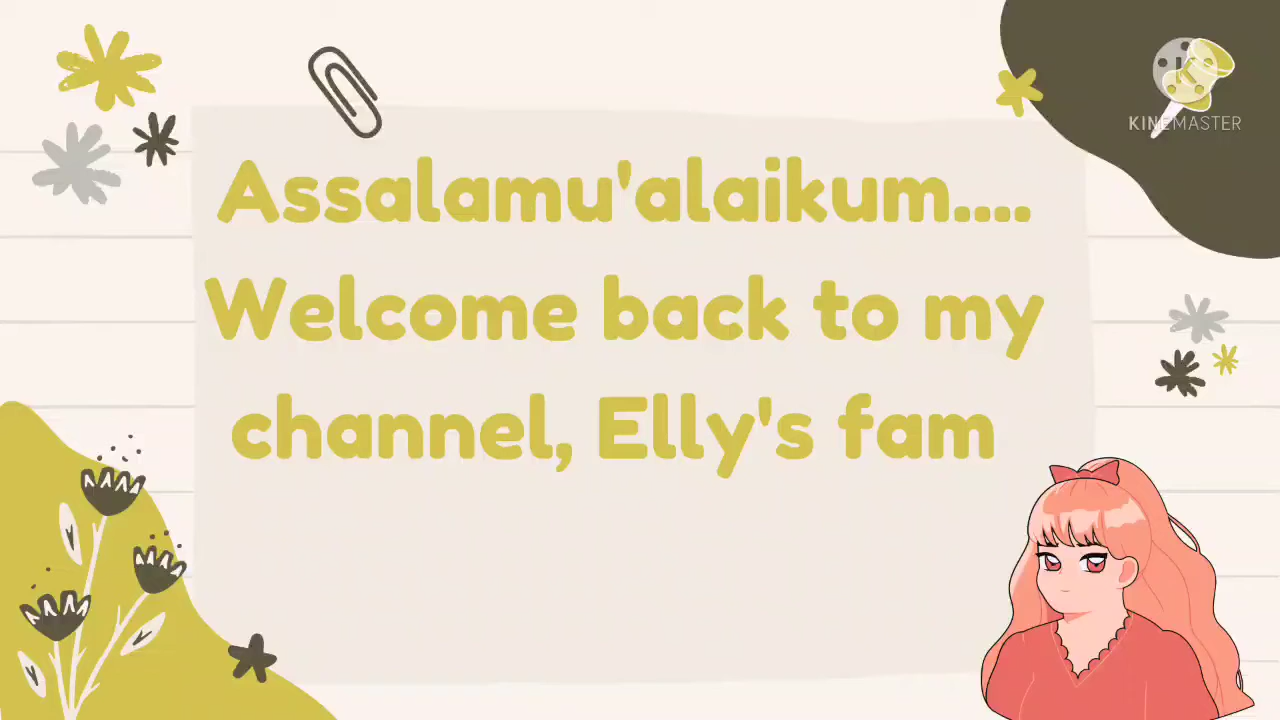 KINEMASTER
Assalamu'alaikum....
Welcome back to my
channel, Elly's fam